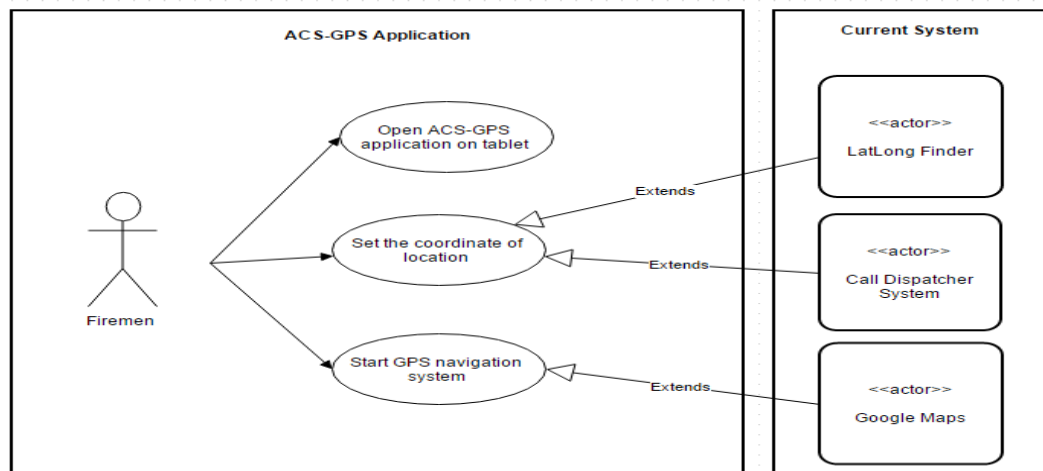 ACS-GPS Application
Open ACS-GPS
application on tablet
Set the coordinate of
location
Start GPS navigation
system
Firemen
Extends
Extends
Extends
Current System
<<actor>>
LatLong Finder
<<actor>>
Call Dispatcher
System
<<actor>>
Google Maps